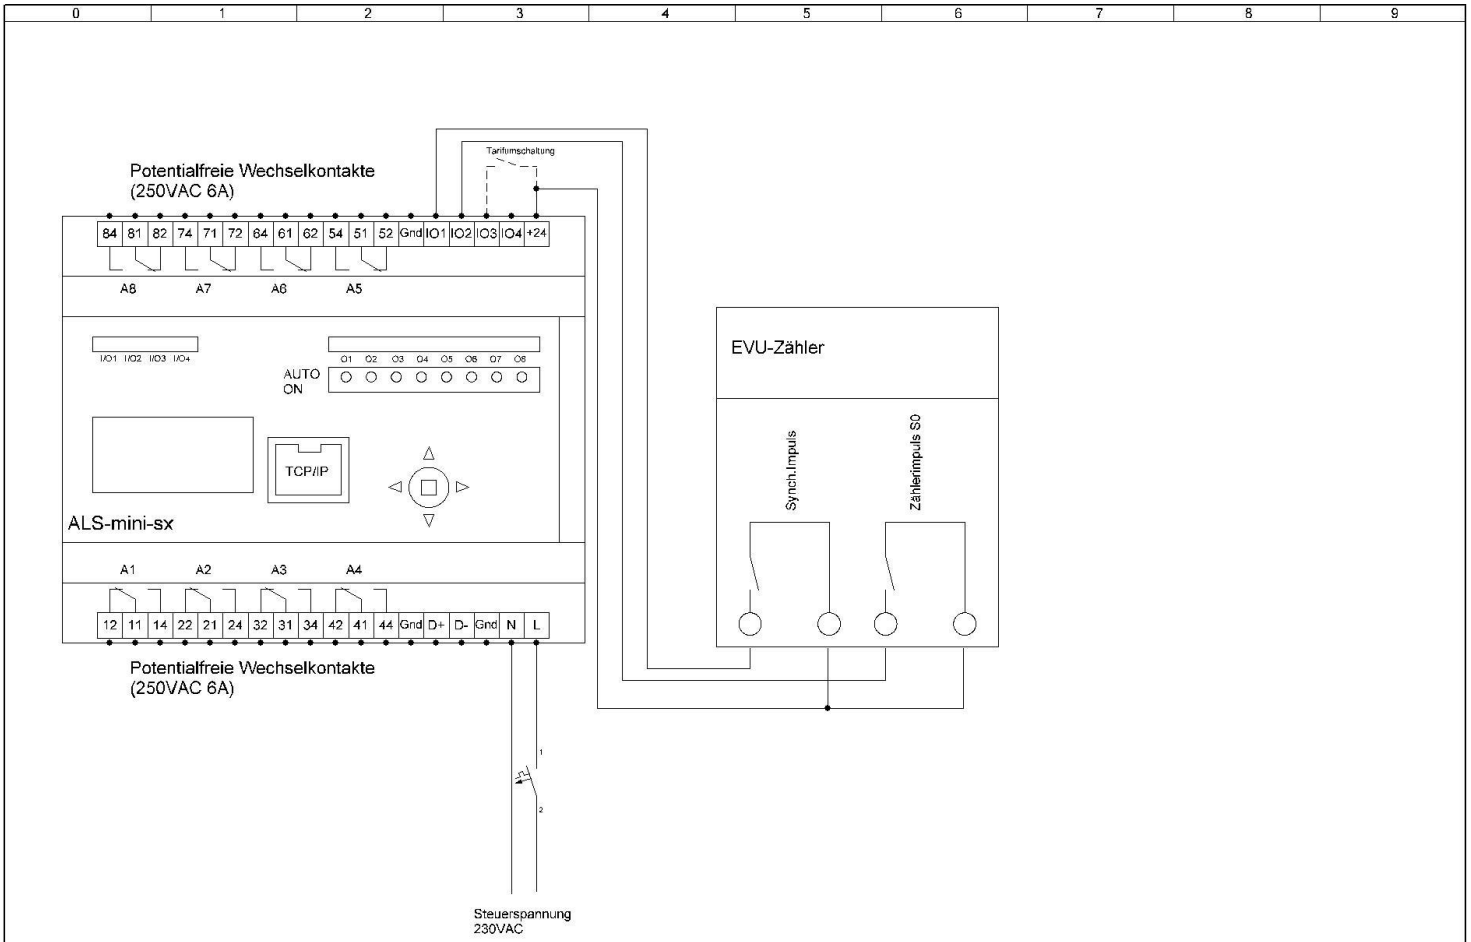 0 1 2 3 4 5 6 7 8 9
Tarifumschaltung
Potentialfreie Wechselkontakte
(250VAC 6A)
84 81 82 74 71 72 64 61 62 54 51 52 Gnd IO1 IO2 IO3 IO4 +24
A8 A7 A6 A5
I/O1 I/O2 I/O3 I/O4
O1 O2 O3 O4 O5 O6 O7 O8
AUTO
ON
TCP/IP
ALS-mini-sx
A1 A2 A3 A4
12 11 14 22 21 24 32 31 34 42 41 44 Gnd D+ D- Gnd N L
Potentialfreie Wechselkontakte
(250VAC 6A)
1
2
Steuerspannung
230VAC
EVU-Zähler
Synch.Impuls
Zählerimpuls S0